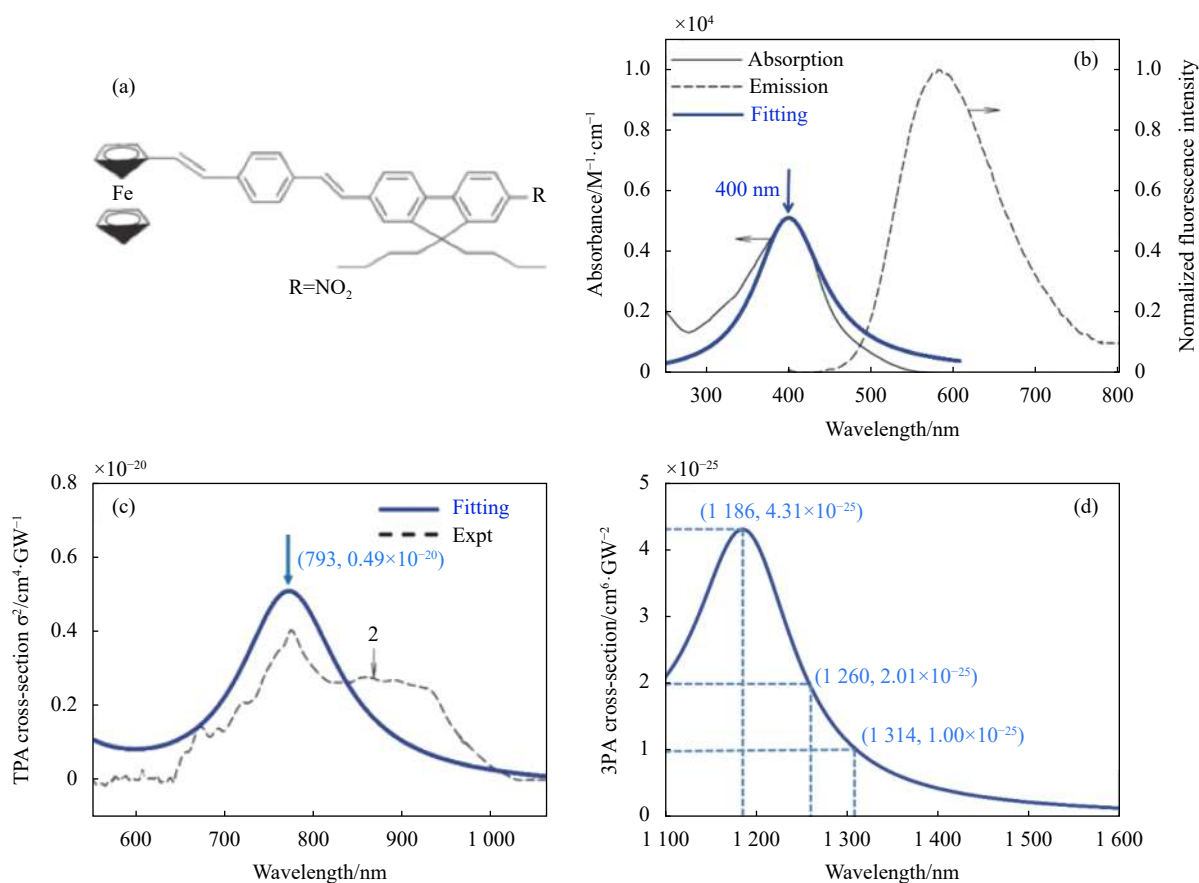 (a)
Fe
R
R=NO₂
×10⁴
(b)
Absorption
Emission
Fitting
400 nm
1.0
0.8
0.6
0.4
0.2
0
1.0
0.8
0.6
0.4
0.2
0
Absorbance/M⁻¹·cm⁻¹
Normalized fluorescence intensity
300 400 500 600 700 800
Wavelength/nm
×10⁻²⁰
(c)
Fitting
Expt
(793, 0.49×10⁻²⁰)
2
0.8
0.6
0.4
0.2
0
TPA cross-section σ²/cm⁴·GW⁻¹
600 700 800 900 1 000
Wavelength/nm
×10⁻²⁵
(d)
(1 186, 4.31×10⁻²⁵)
(1 260, 2.01×10⁻²⁵)
(1 314, 1.00×10⁻²⁵)
5
4
3
2
1
0
3PA cross-section/cm⁶·GW⁻²
1 100 1 200 1 300 1 400 1 500 1 600
Wavelength/nm